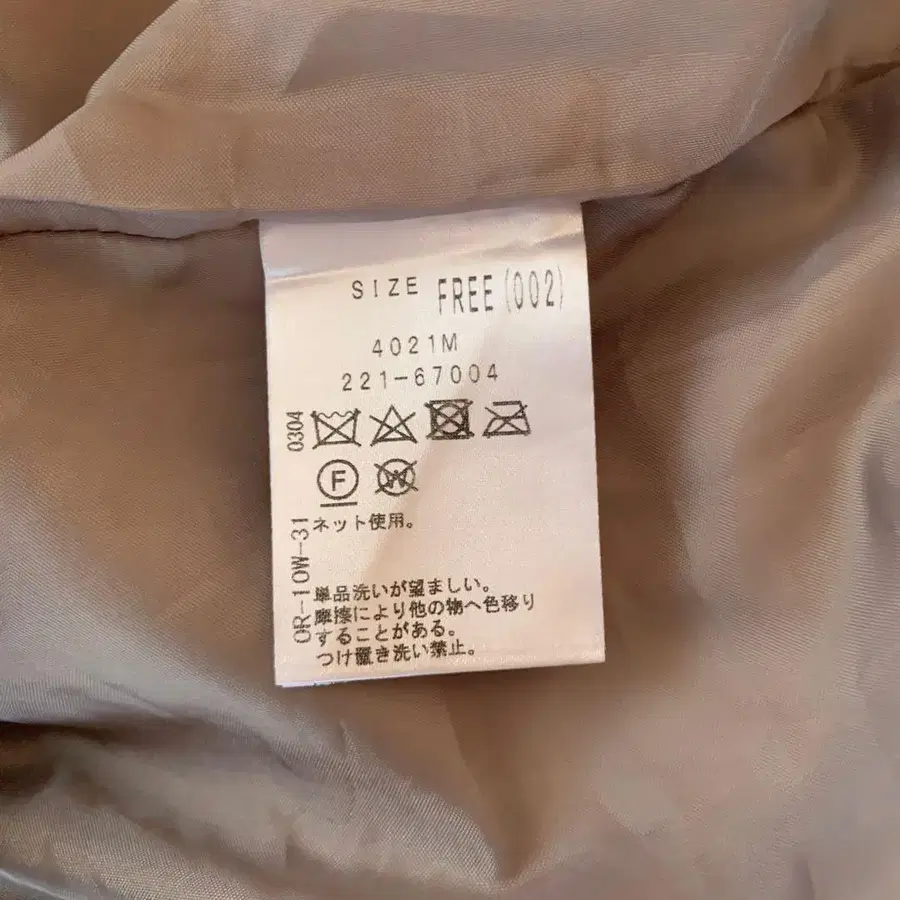 SIZE FREE(002)
4021M
221-67004
0304
F W
OR-10W-31
ネット使用。
単品洗いが望ましい。
摩擦により他の物へ色移り
することがある。
つけ置き洗い禁止。